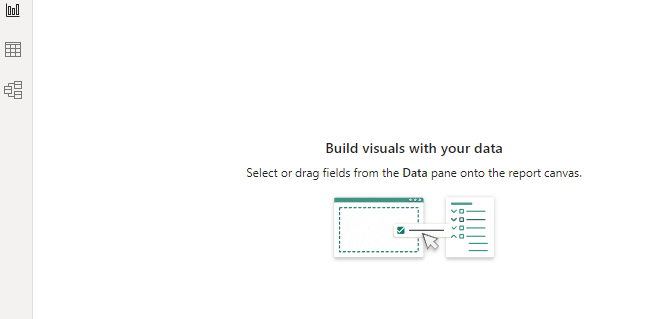 Build visuals with your data
Select or drag fields from the Data pane onto the report canvas.